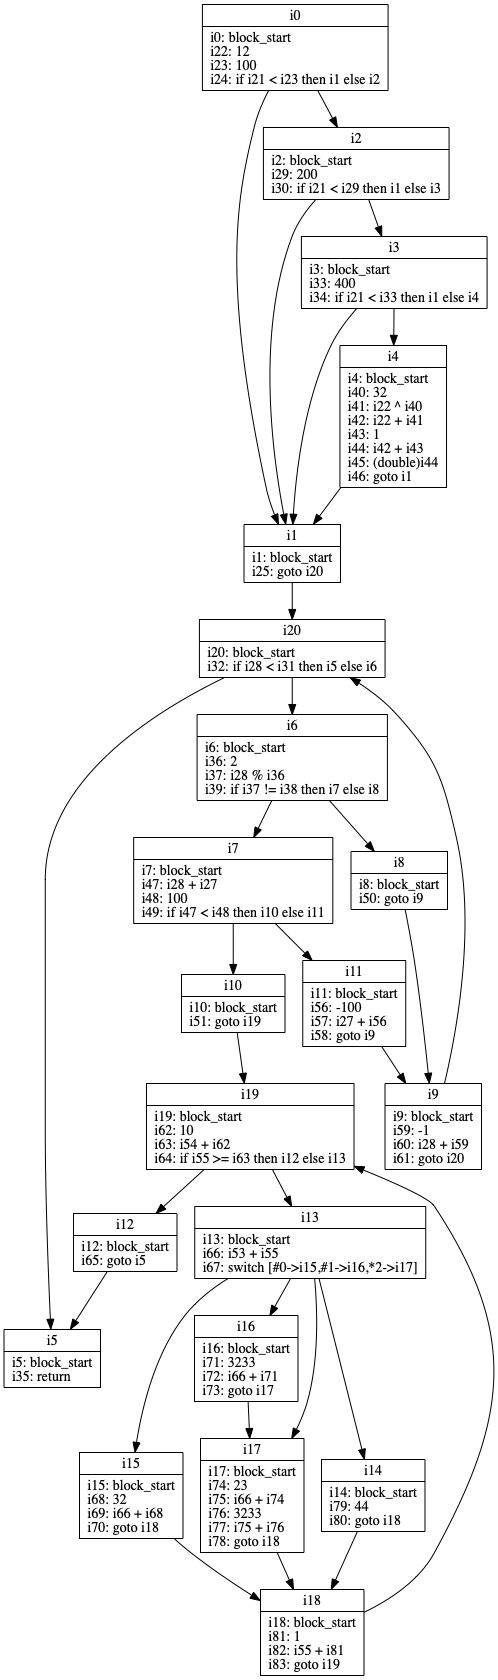 i0
i0: block_start
i22: 12
i23: 100
i24: if i21 < i23 then i1 else i2
i2
i2: block_start
i29: 200
i30: if i21 < i29 then i1 else i3
i3
i3: block_start
i33: 400
i34: if i21 < i33 then i1 else i4
i4
i4: block_start
i40: 32
i41: i22 ^ i40
i42: i22 + i41
i43: 1
i44: i42 + i43
i45: (double)i44
i46: goto i1
i1
i1: block_start
i25: goto i20
i20
i20: block_start
i32: if i28 < i31 then i5 else i6
i6
i6: block_start
i36: 2
i37: i28 % i36
i39: if i37 != i38 then i7 else i8
i7
i7: block_start
i47: i28 + i27
i48: 100
i49: if i47 < i48 then i10 else i11
i8
i8: block_start
i50: goto i9
i10
i10: block_start
i51: goto i19
i11
i11: block_start
i56: -100
i57: i27 + i56
i58: goto i9
i19
i19: block_start
i62: 10
i63: i54 + i62
i64: if i55 >= i63 then i12 else i13
i9
i9: block_start
i59: -1
i60: i28 + i59
i61: goto i20
i12
i12: block_start
i65: goto i5
i13
i13: block_start
i66: i53 + i55
i67: switch [#0->i15,#1->i16,*2->i17]
i5
i5: block_start
i35: return
i16
i16: block_start
i71: 3233
i72: i66 + i71
i73: goto i17
i15
i15: block_start
i68: 32
i69: i66 + i68
i70: goto i18
i17
i17: block_start
i74: 23
i75: i66 + i74
i76: 3233
i77: i75 + i76
i78: goto i18
i14
i14: block_start
i79: 44
i80: goto i18
i18
i18: block_start
i81: 1
i82: i55 + i81
i83: goto i19